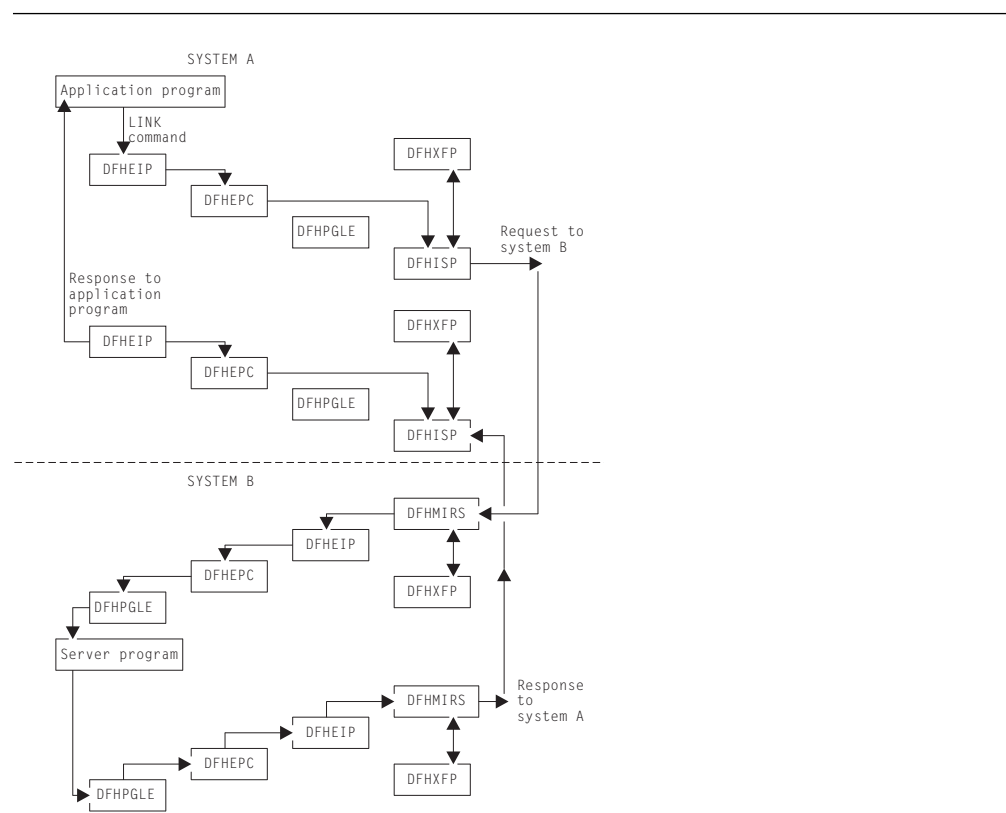 SYSTEM A
Application program
LINK
command
DFHEIP
DFHXFP
DFHEPC
DFHPGLE
DFHISP
Request to
system B
Response to
application
program
DFHEIP
DFHXFP
DFHEPC
DFHPGLE
DFHISP
SYSTEM B
DFHMIRS
DFHEIP
DFHEPC
DFHXFP
DFHPGLE
Server program
DFHMIRS
Response
to
system A
DFHEIP
DFHEPC
DFHXFP
DFHPGLE